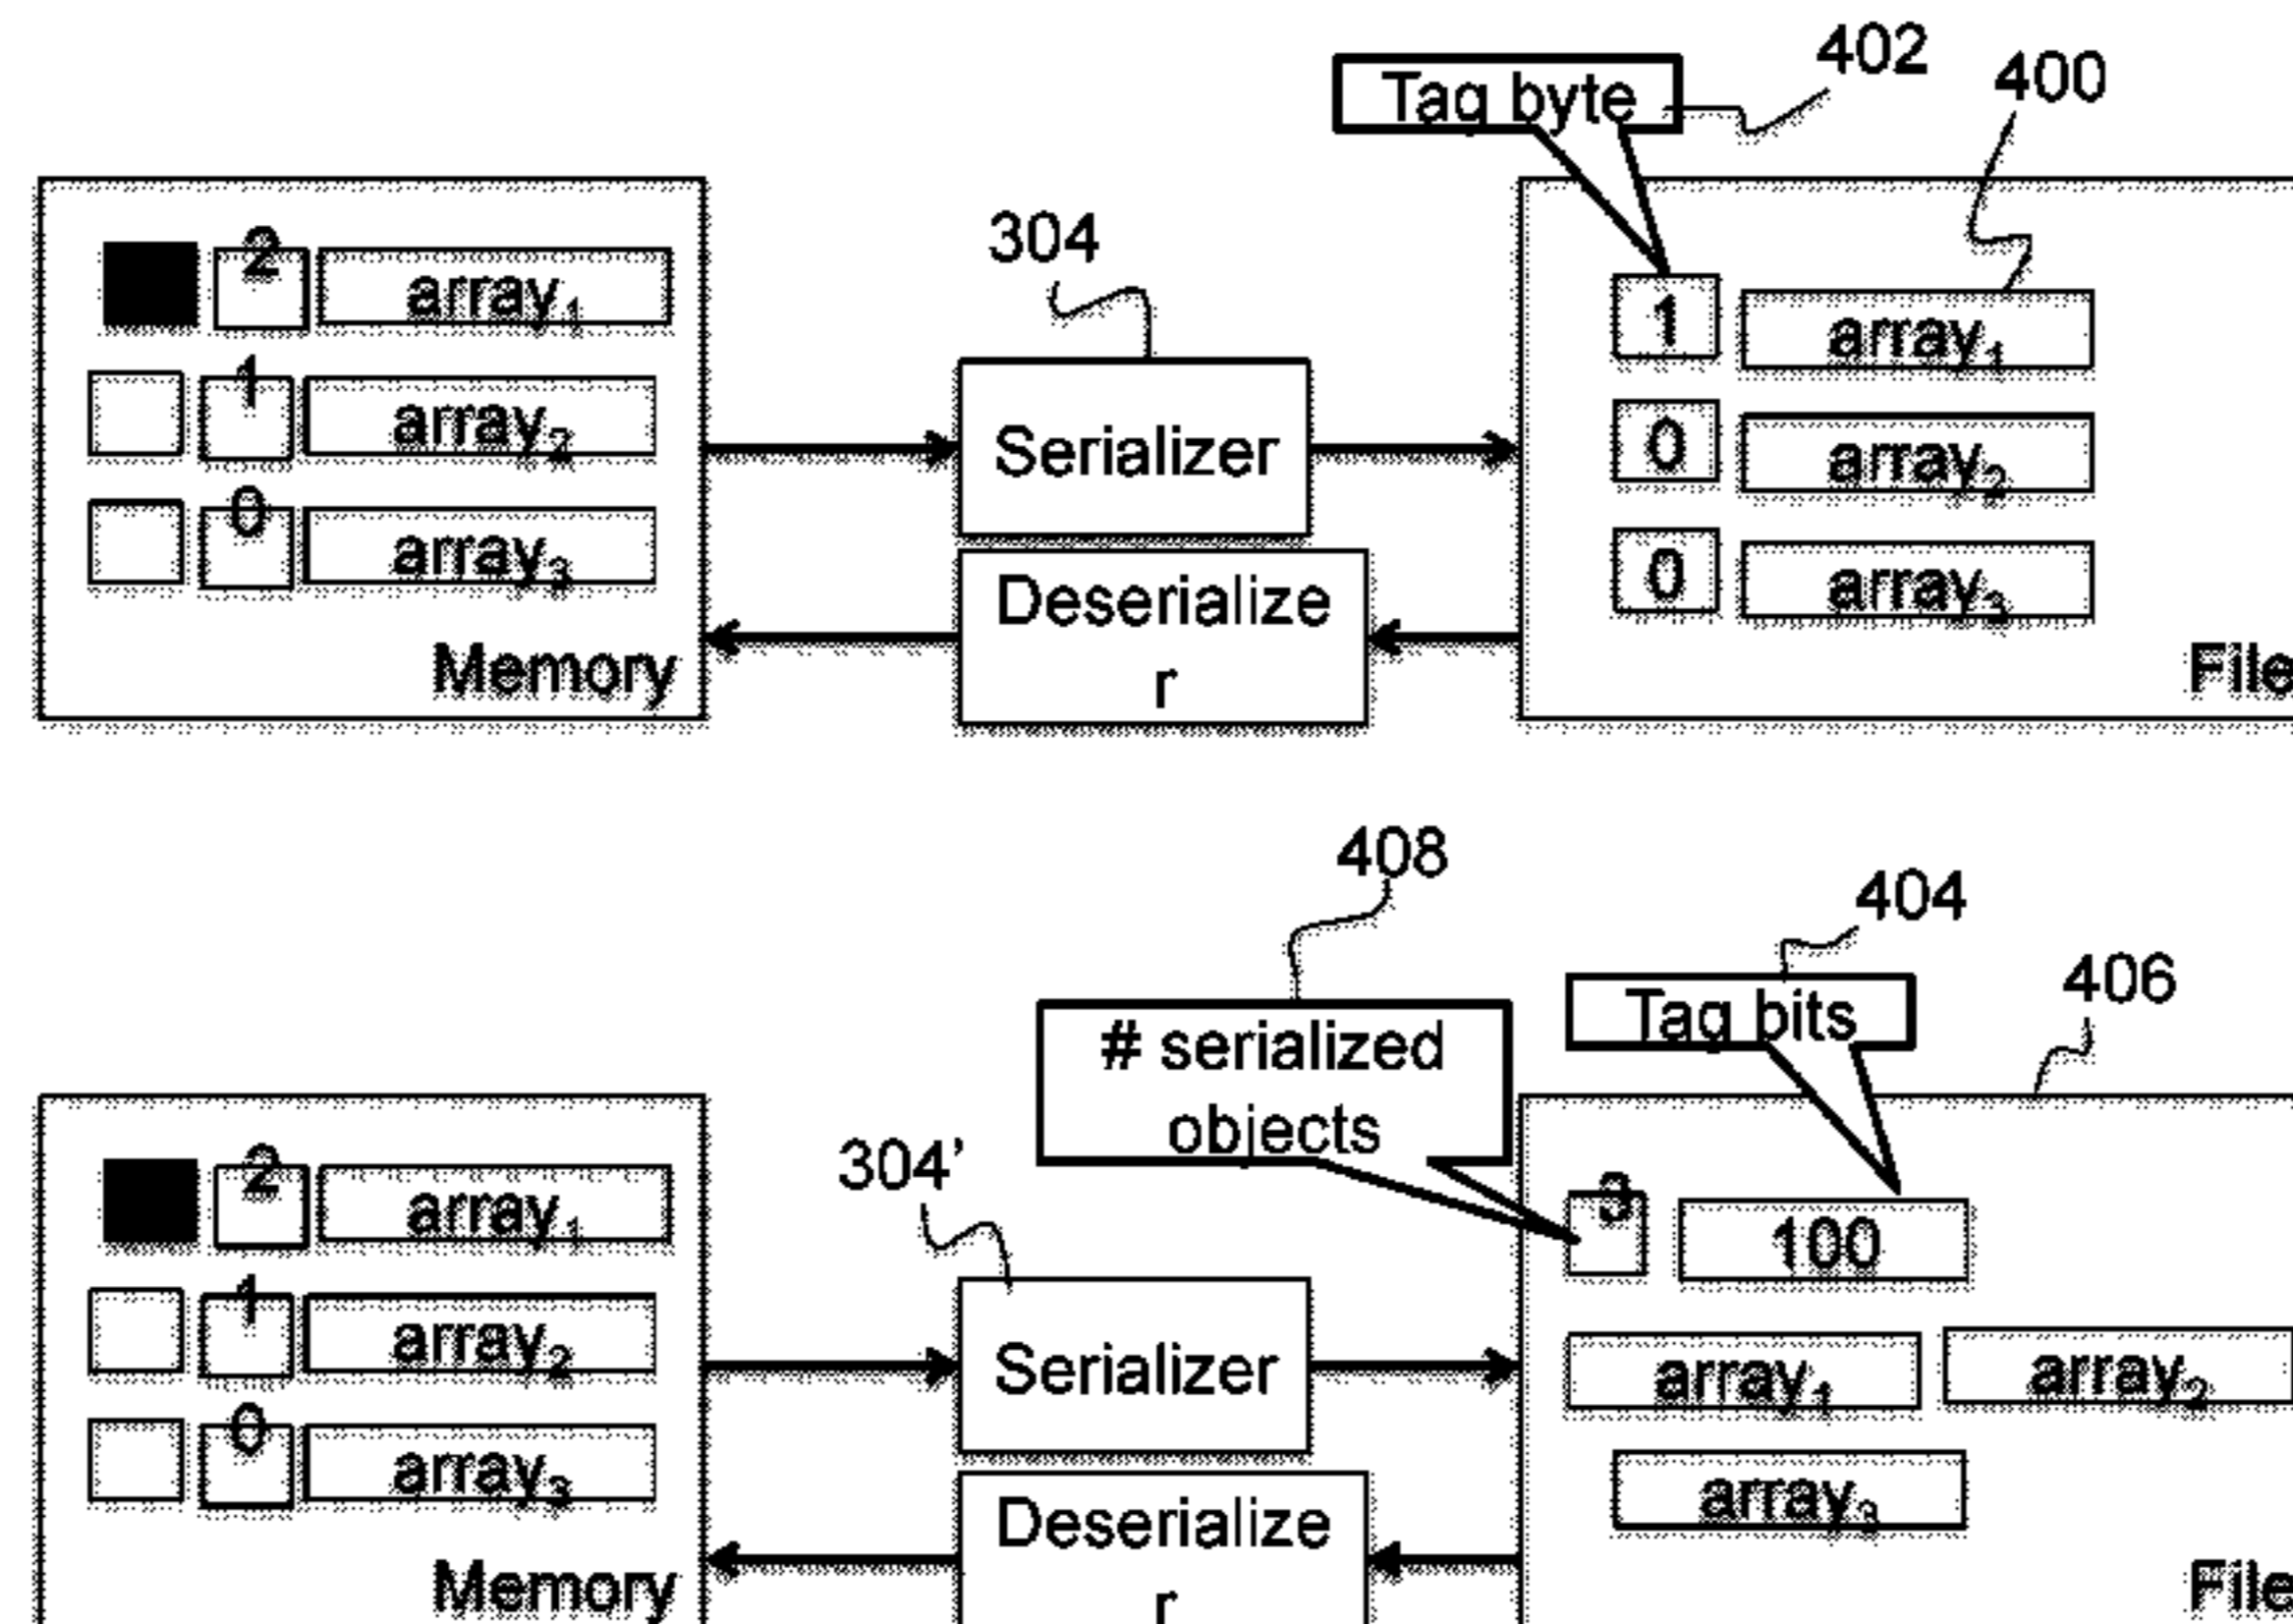 402
400
Tag byte
304
2
array1
1
array1
1
array2
Serializer
0
array2
0
array3
0
array3
Deserialize
r
Memory
File
408
404
406
Tag bits
# serialized
objects
304’
2
array1
3
100
1
array2
Serializer
array1
array2
0
array3
array3
Deserialize
r
Memory
File